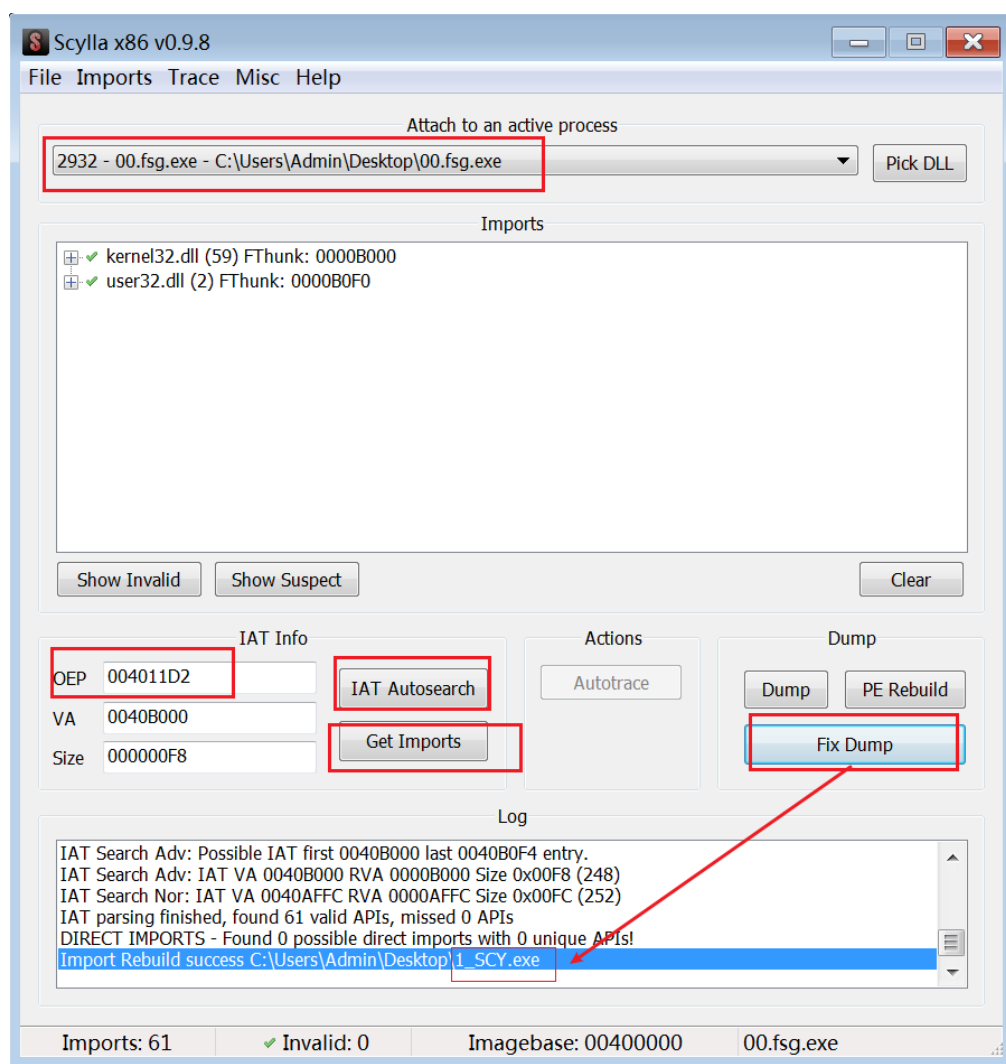 Scylla x86 v0.9.8
File Imports Trace Misc Help
Attach to an active process
2932 - 00.fsg.exe - C:\Users\Admin\Desktop\00.fsg.exe
Pick DLL
Imports
kernel32.dll (59) FThunk: 0000B000
user32.dll (2) FThunk: 0000B0F0
Show Invalid Show Suspect Clear
IAT Info Actions Dump
OEP 004011D2 IAT Autosearch Autotrace Dump PE Rebuild
VA 0040B000 Get Imports Fix Dump
Size 000000F8
Log
IAT Search Adv: Possible IAT first 0040B000 last 0040B0F4 entry.
IAT Search Adv: IAT VA 0040B000 RVA 0000B000 Size 0x00F8 (248)
IAT Search Nor: IAT VA 0040AFFC RVA 0000AFFC Size 0x00FC (252)
IAT parsing finished, found 61 valid APIs, missed 0 APIs
DIRECT IMPORTS - Found 0 possible direct imports with 0 unique APIs!
Import Rebuild success C:\Users\Admin\Desktop\1_SCY.exe
Imports: 61 Invalid: 0 Imagebase: 00400000 00.fsg.exe